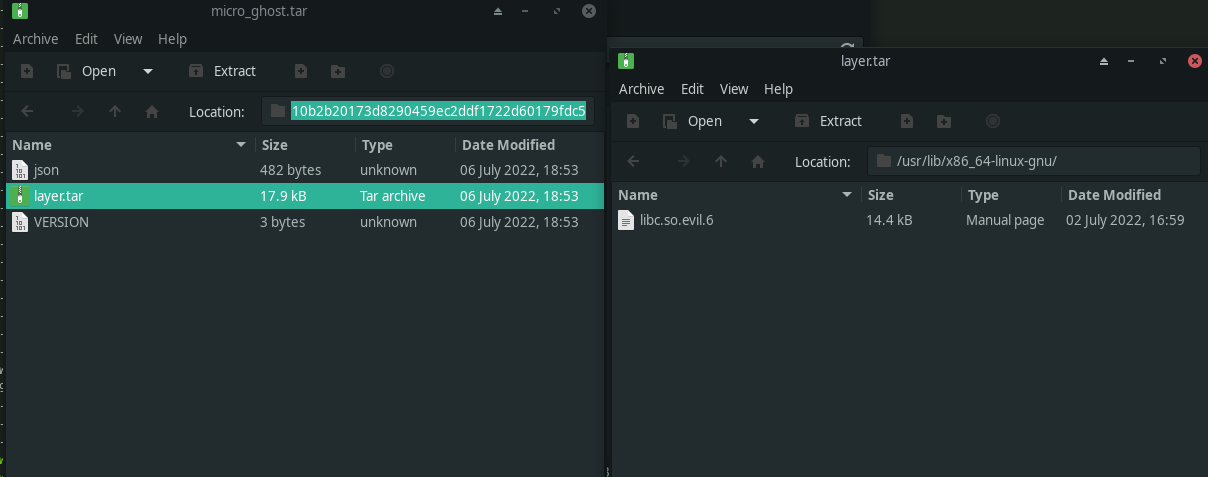 micro_ghost.tar
Archive Edit View Help
Open Extract
Location: 10b2b20173d8290459ec2ddf1722d60179fdc5
Name Size Type Date Modified
json 482 bytes unknown 06 July 2022, 18:53
layer.tar 17.9 kB Tar archive 06 July 2022, 18:53
VERSION 3 bytes unknown 06 July 2022, 18:53
layer.tar
Archive Edit View Help
Open Extract
Location: /usr/lib/x86_64-linux-gnu/
Name Size Type Date Modified
libc.so.evil.6 14.4 kB Manual page 02 July 2022, 16:59